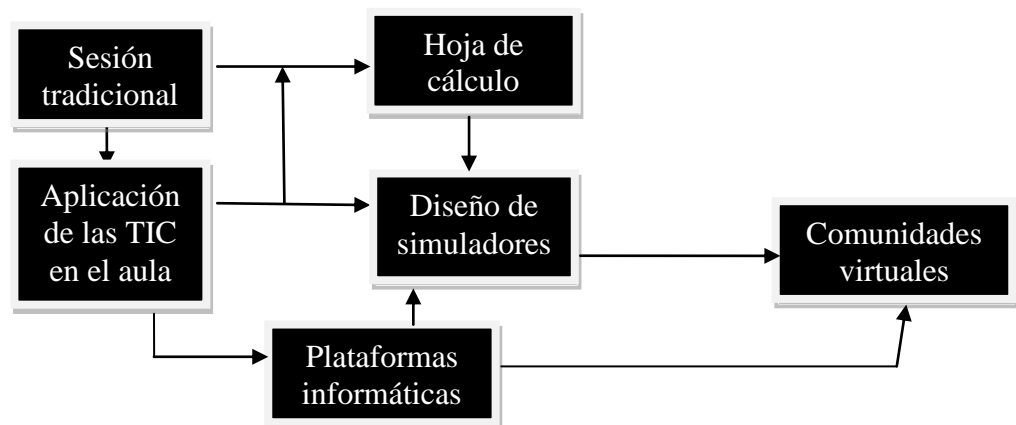 Sesión
tradicional
Hoja de
cálculo
Aplicación
de las TIC
en el aula
Diseño de
simuladores
Comunidades
virtuales
Plataformas
informáticas